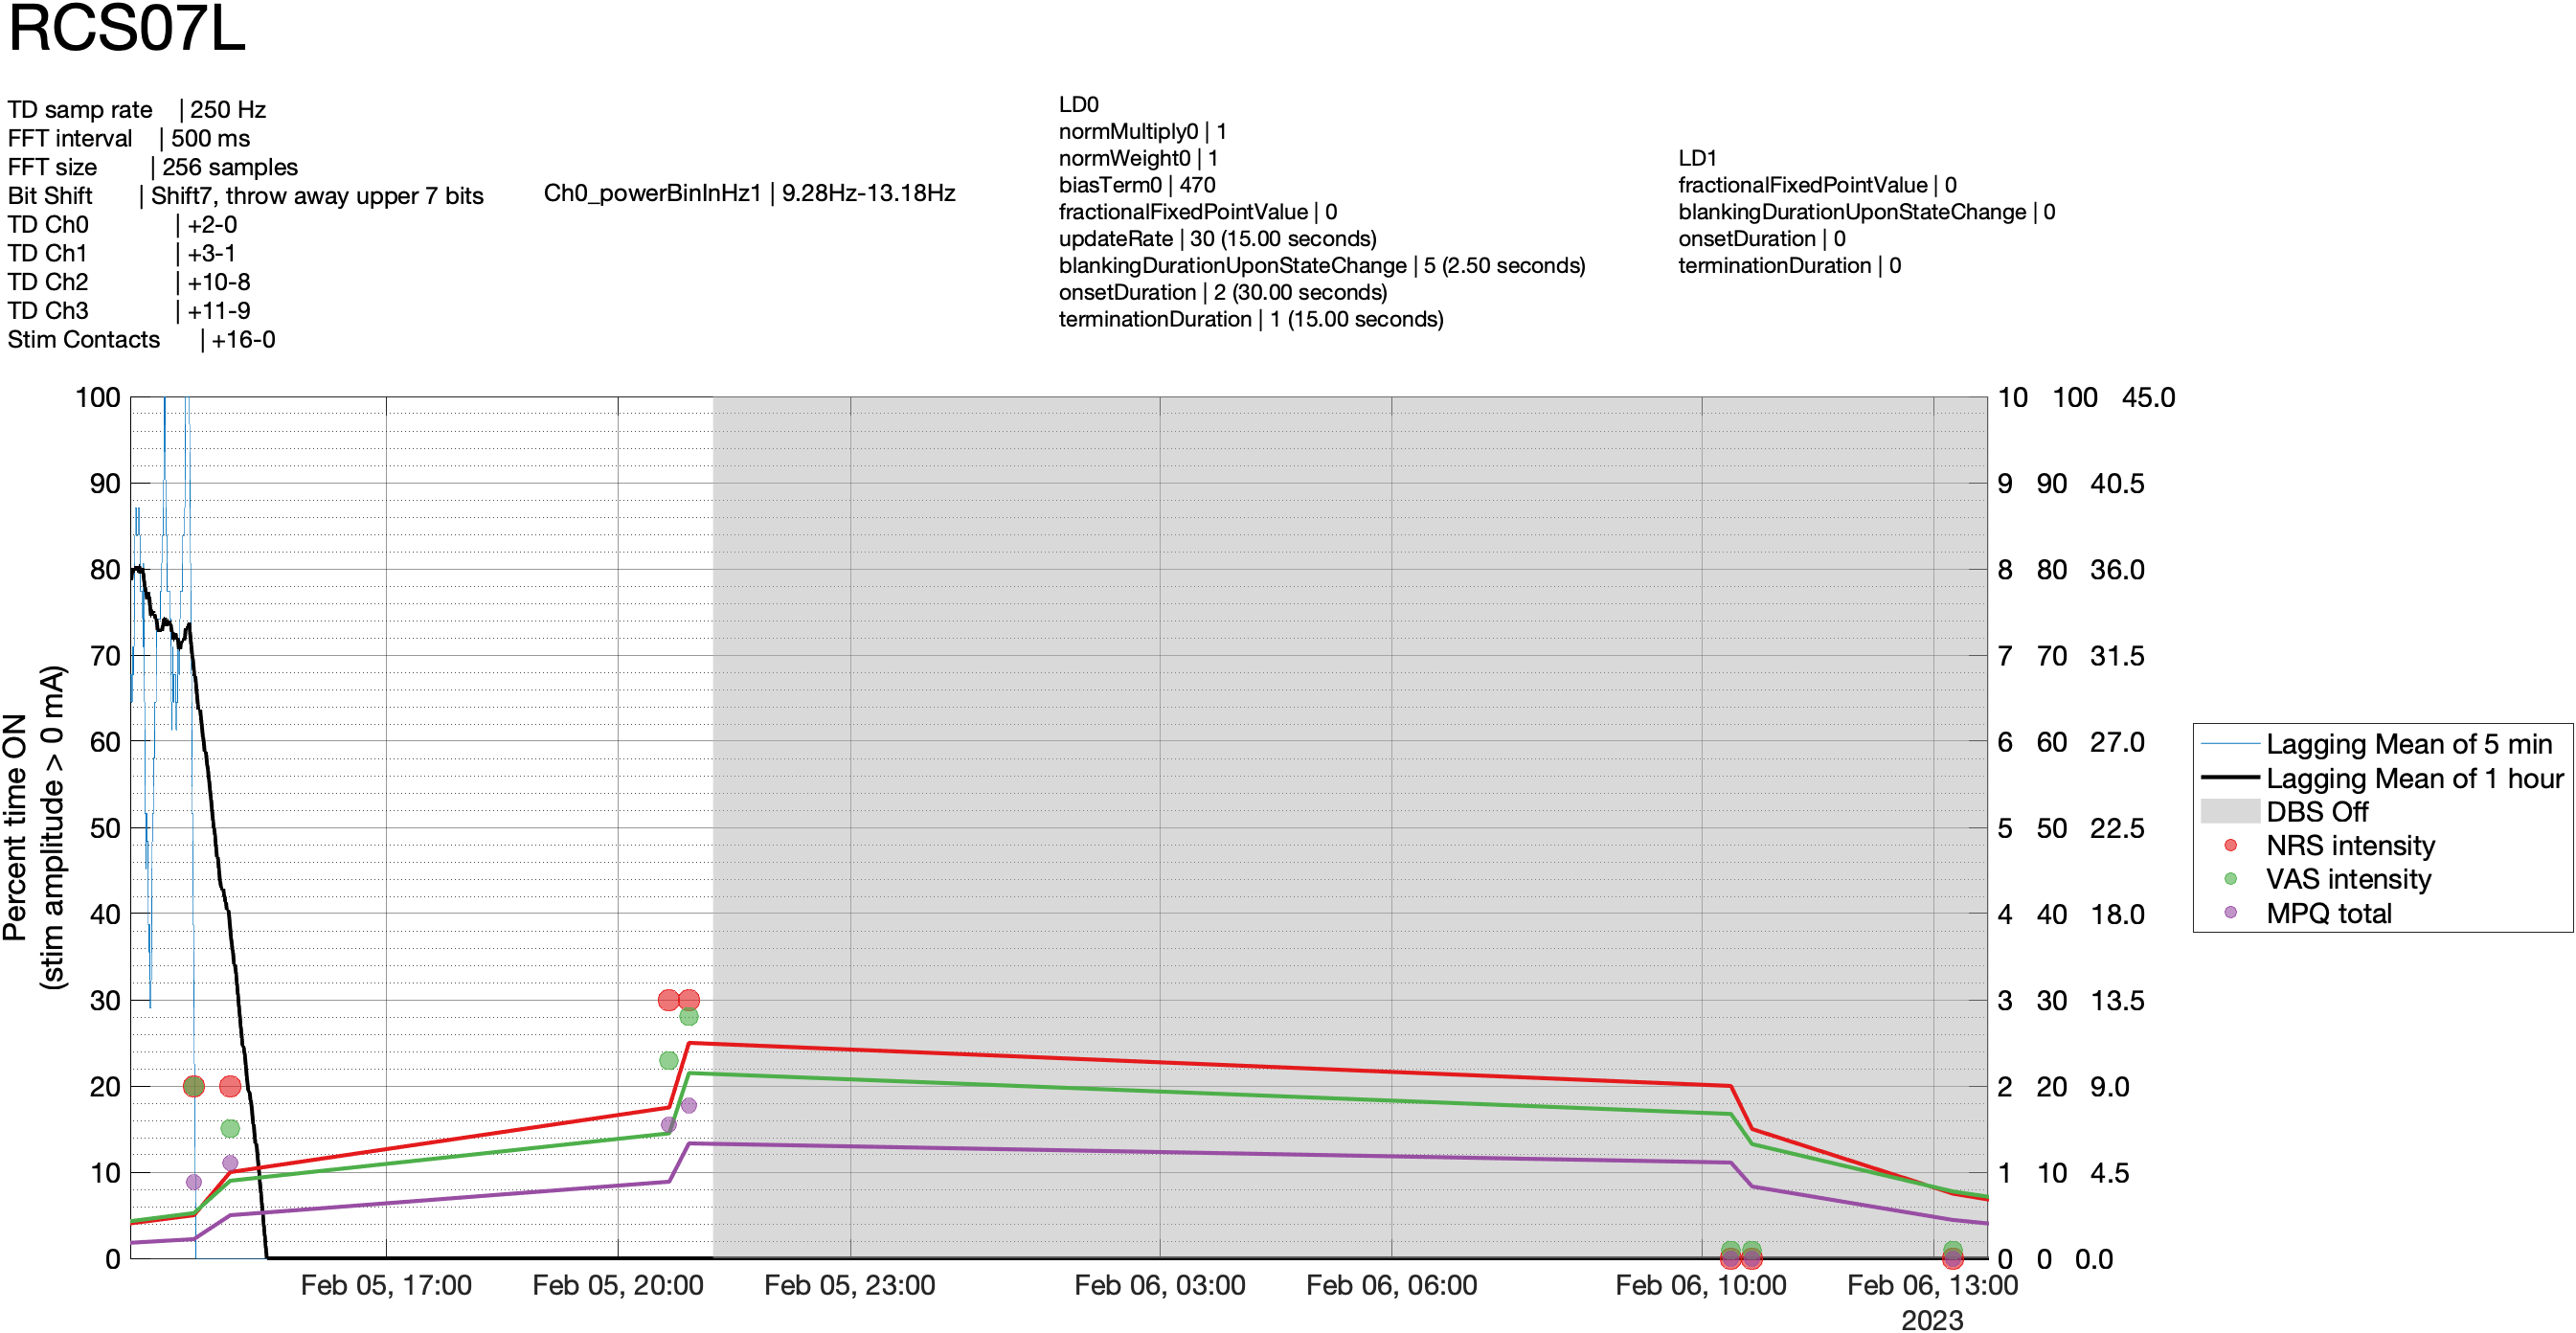 RCS07L
TD samp rate | 250 Hz
FFT interval | 500 ms
FFT size | 256 samples
Bit Shift | Shift7, throw away upper 7 bits
TD Ch0 | +2-0
TD Ch1 | +3-1
TD Ch2 | +10-8
TD Ch3 | +11-9
Stim Contacts | +16-0
Ch0_powerBinInHz1 | 9.28Hz-13.18Hz
LD0
normMultiply0 | 1
normWeight0 | 1
biasTerm0 | 470
fractionalFixedPointValue | 0
updateRate | 30 (15.00 seconds)
blankingDurationUponStateChange | 5 (2.50 seconds)
onsetDuration | 2 (30.00 seconds)
terminationDuration | 1 (15.00 seconds)
LD1
fractionalFixedPointValue | 0
blankingDurationUponStateChange | 0
onsetDuration | 0
terminationDuration | 0
Percent time ON
(stim amplitude > 0 mA)
100
90
80
70
60
50
40
30
20
10
0
10 100 45.0
9 90 40.5
8 80 36.0
7 70 31.5
6 60 27.0
5 50 22.5
4 40 18.0
3 30 13.5
2 20 9.0
1 10 4.5
0 0 0.0
Feb 05, 17:00
Feb 05, 20:00
Feb 05, 23:00
Feb 06, 03:00
Feb 06, 06:00
Feb 06, 10:00
Feb 06, 13:00
2023
Lagging Mean of 5 min
Lagging Mean of 1 hour
DBS Off
NRS intensity
VAS intensity
MPQ total